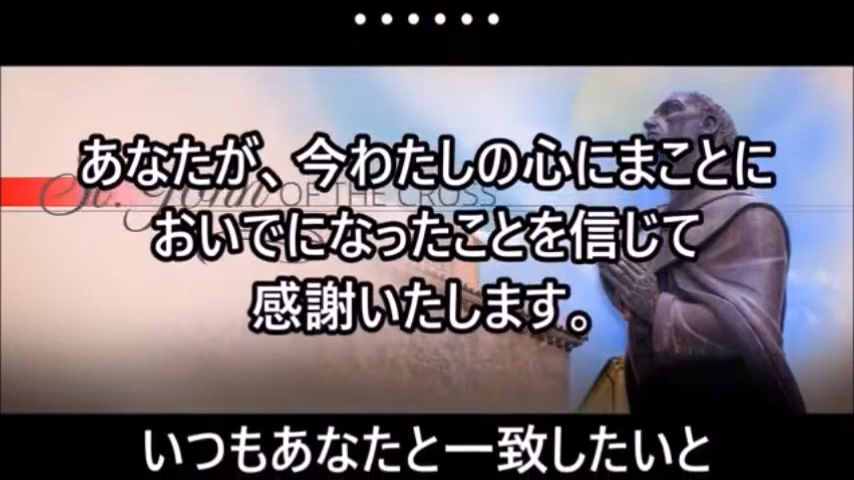 あなたが、今わたしの心にまことに
St. John OF THE CROSS
おいでになったことを信じて
感謝いたします。
いつもあなたと一致したいと